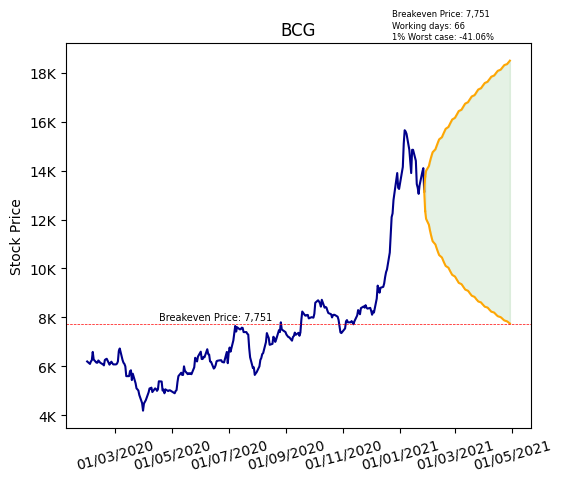 Breakeven Price: 7,751
Working days: 66
1% Worst case: -41.06%
BCG
Stock Price
18K
16K
14K
12K
10K
8K
6K
4K
Breakeven Price: 7,751
01/03/2020
01/05/2020
01/07/2020
01/09/2020
01/11/2020
01/01/2021
01/03/2021
01/05/2021